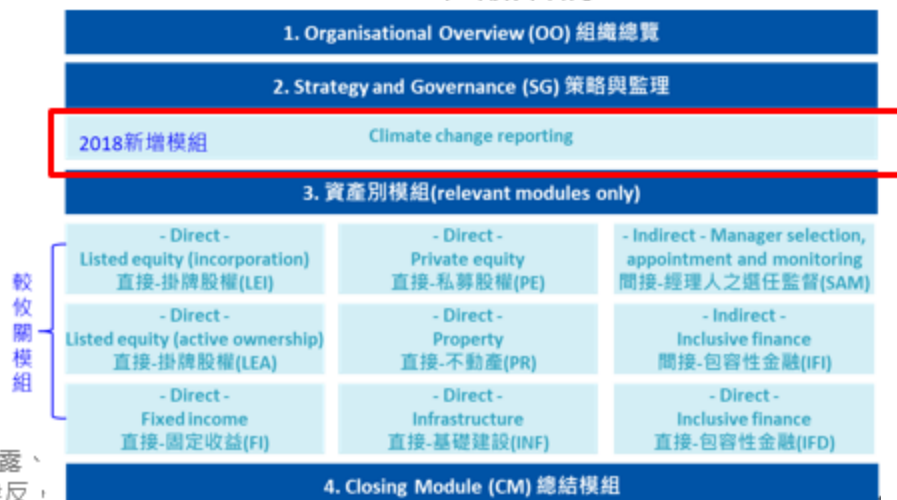 1. Organisational Overview (OO) 組織總覽
2. Strategy and Governance (SG) 策略與監理
2018新增模組
Climate change reporting
3. 資產別模組(relevant modules only)
較攸關模組
- Direct -
Listed equity (incorporation)
直接-掛牌股權(LEI)
- Direct -
Private equity
直接-私募股權(PE)
- Indirect - Manager selection,
appointment and monitoring
間接-經理人之選任監督(SAM)
- Direct -
Listed equity (active ownership)
直接-掛牌股權(LEA)
- Direct -
Property
直接-不動產(PR)
- Indirect -
Inclusive finance
間接-包容性金融(IFI)
- Direct -
Fixed income
直接-固定收益(FI)
- Direct -
Infrastructure
直接-基礎建設(INF)
- Direct -
Inclusive finance
直接-包容性金融(IFD)
露、
反，
4. Closing Module (CM) 總結模組